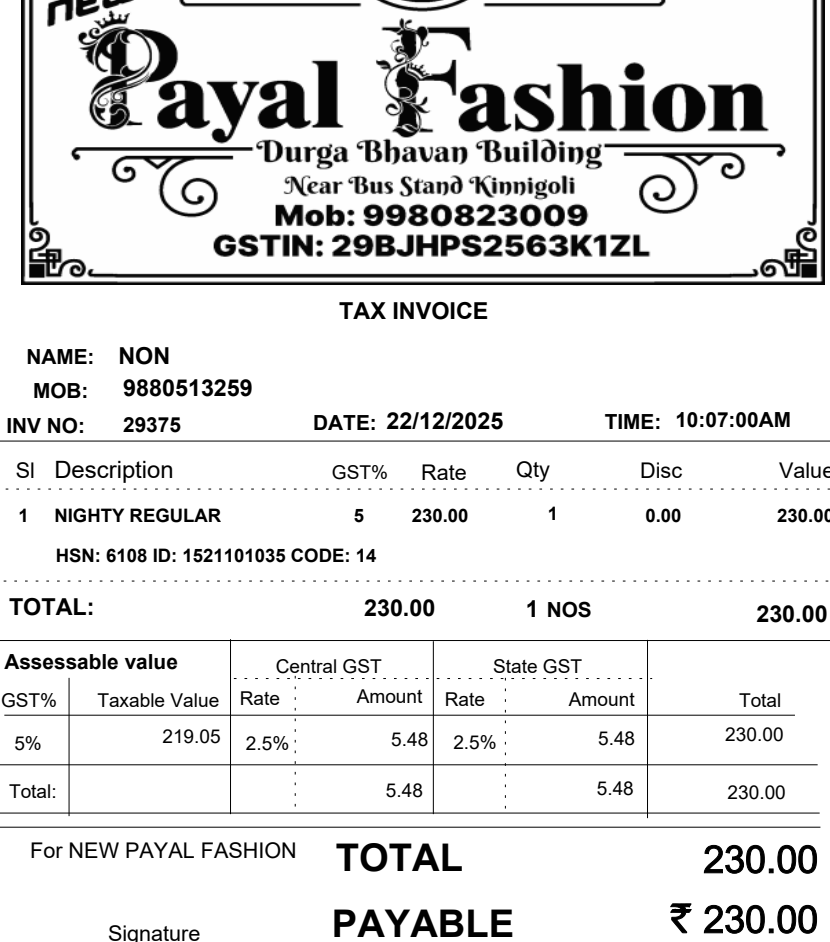 new
Payal Fashion
Durga Bhavan Building
Near Bus Stand Kinnigoli
Mob: 9980823009
GSTIN: 29BJHPS2563K1ZL
TAX INVOICE
NAME: NON
MOB: 9880513259
INV NO: 29375 DATE: 22/12/2025 TIME: 10:07:00AM
Sl Description GST% Rate Qty Disc Value
1 NIGHTY REGULAR 5 230.00 1 0.00 230.00
HSN: 6108 ID: 1521101035 CODE: 14
TOTAL: 230.00 1 NOS 230.00
Assessable value Central GST State GST
GST% Taxable Value Rate Amount Rate Amount Total
5% 219.05 2.5% 5.48 2.5% 5.48 230.00
Total: 5.48 5.48 230.00
For NEW PAYAL FASHION TOTAL 230.00
Signature PAYABLE ₹ 230.00